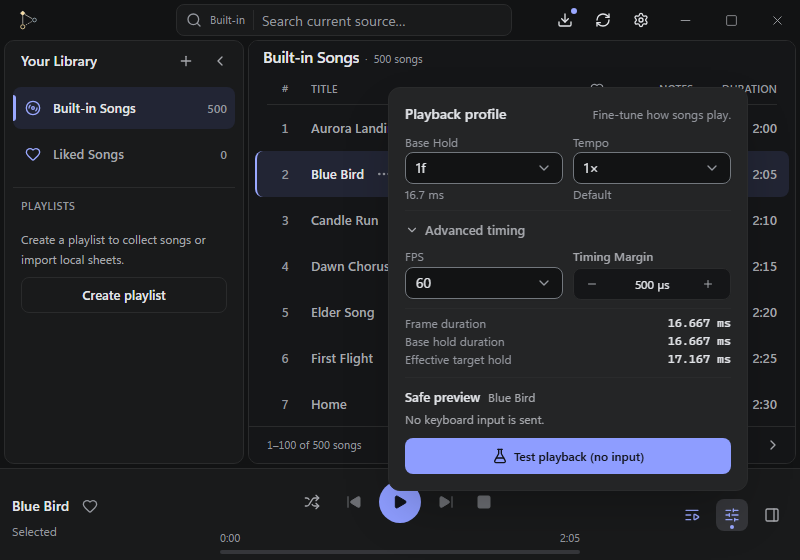 Built-in
Search current source...
Your Library
Built-in Songs
500
Liked Songs
0
PLAYLISTS
Create a playlist to collect songs or
import local sheets.
Create playlist
Built-in Songs · 500 songs
# TITLE
1 Aurora Landi 2:00
2 Blue Bird ··· 2:05
3 Candle Run 2:10
4 Dawn Chorus 2:15
5 Elder Song 2:20
6 First Flight 2:25
7 Home 2:30
1–100 of 500 songs
Playback profile
Fine-tune how songs play.
Base Hold Tempo
1f 1×
16.7 ms Default
Advanced timing
FPS Timing Margin
60 − 500 µs +
Frame duration 16.667 ms
Base hold duration 16.667 ms
Effective target hold 17.167 ms
Safe preview Blue Bird
No keyboard input is sent.
Test playback (no input)
Blue Bird
Selected
0:00 2:05